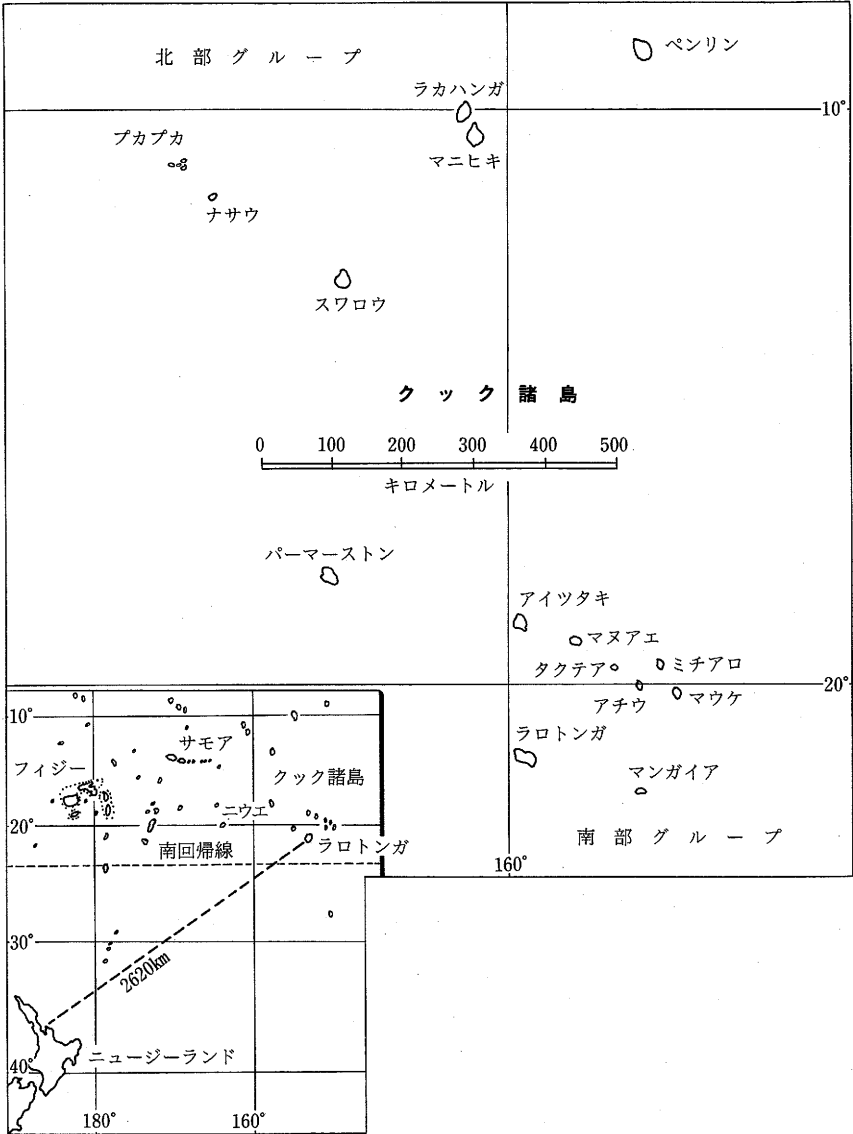 北部グループ
ペンリン
ラカハンガ
10°
プカプカ
マニヒキ
ナサウ
スワロウ
クック諸島
0 100 200 300 400 500
キロメートル
パーマーストン
アイツタキ
マヌアエ
タクテア
ミチアロ
20°
アチウ
マウケ
ラロトンガ
マンガイア
南部グループ
160°
10°
サモア
フィジー
クック諸島
ニウエ
20°
南回帰線
ラロトンガ
30°
2620km
ニュージーランド
40°
180°
160°